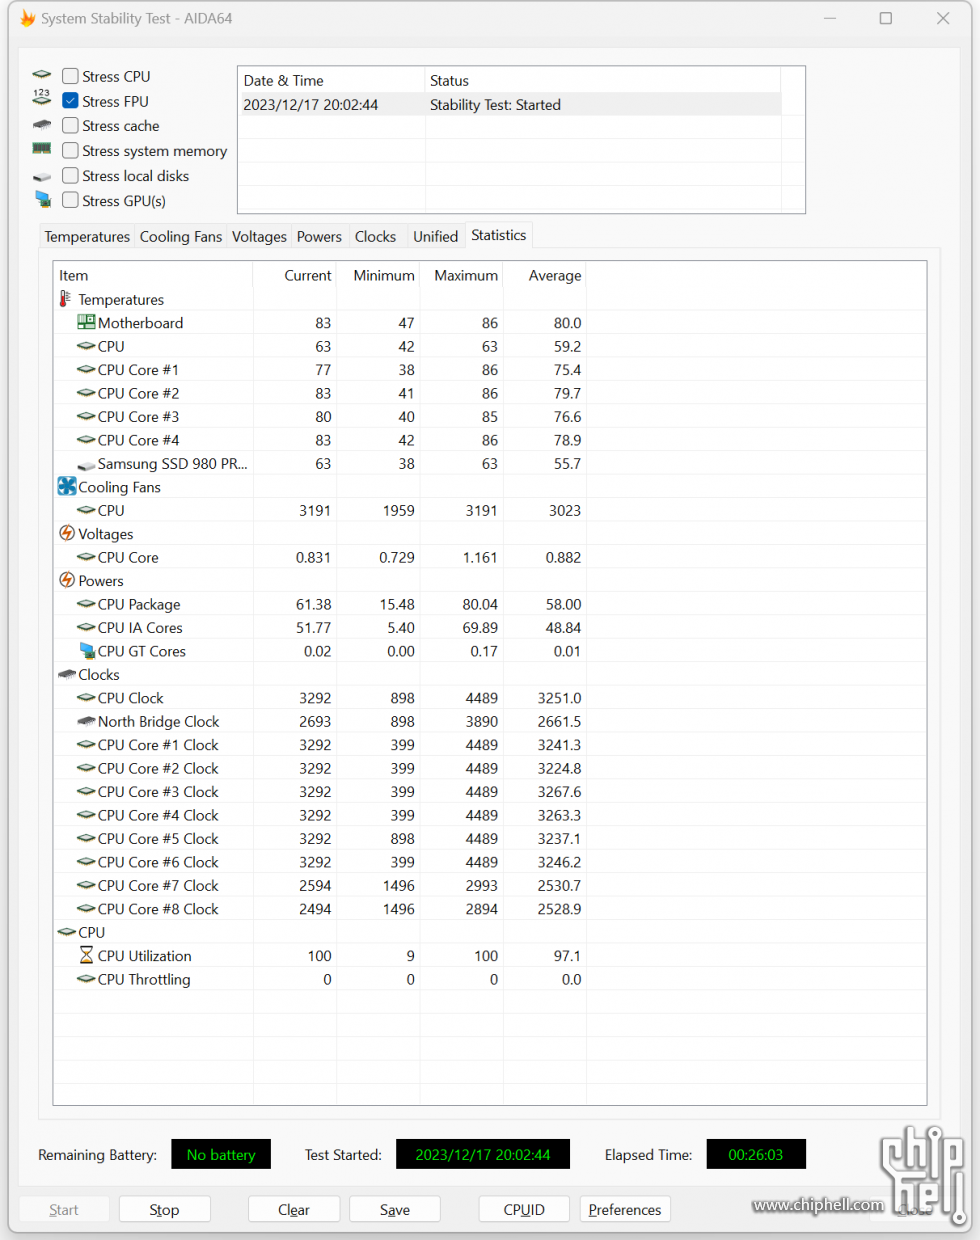 System Stability Test - AIDA64
Stress CPU
123
Stress FPU
Stress cache
Stress system memory
Stress local disks
Stress GPU(s)
Date & Time Status
2023/12/17 20:02:44 Stability Test: Started
Temperatures Cooling Fans Voltages Powers Clocks Unified Statistics
Item Current Minimum Maximum Average
Temperatures
Motherboard 83 47 86 80.0
CPU 63 42 63 59.2
CPU Core #1 77 38 86 75.4
CPU Core #2 83 41 86 79.7
CPU Core #3 80 40 85 76.6
CPU Core #4 83 42 86 78.9
Samsung SSD 980 PR... 63 38 63 55.7
Cooling Fans
CPU 3191 1959 3191 3023
Voltages
CPU Core 0.831 0.729 1.161 0.882
Powers
CPU Package 61.38 15.48 80.04 58.00
CPU IA Cores 51.77 5.40 69.89 48.84
CPU GT Cores 0.02 0.00 0.17 0.01
Clocks
CPU Clock 3292 898 4489 3251.0
North Bridge Clock 2693 898 3890 2661.5
CPU Core #1 Clock 3292 399 4489 3241.3
CPU Core #2 Clock 3292 399 4489 3224.8
CPU Core #3 Clock 3292 399 4489 3267.6
CPU Core #4 Clock 3292 399 4489 3263.3
CPU Core #5 Clock 3292 898 4489 3237.1
CPU Core #6 Clock 3292 399 4489 3246.2
CPU Core #7 Clock 2594 1496 2993 2530.7
CPU Core #8 Clock 2494 1496 2894 2528.9
CPU
CPU Utilization 100 9 100 97.1
CPU Throttling 0 0 0 0.0
Remaining Battery: No battery Test Started: 2023/12/17 20:02:44 Elapsed Time: 00:26:03
Start Stop Clear Save CPUID Preferences Close
www.chiphell.com
chip
hell